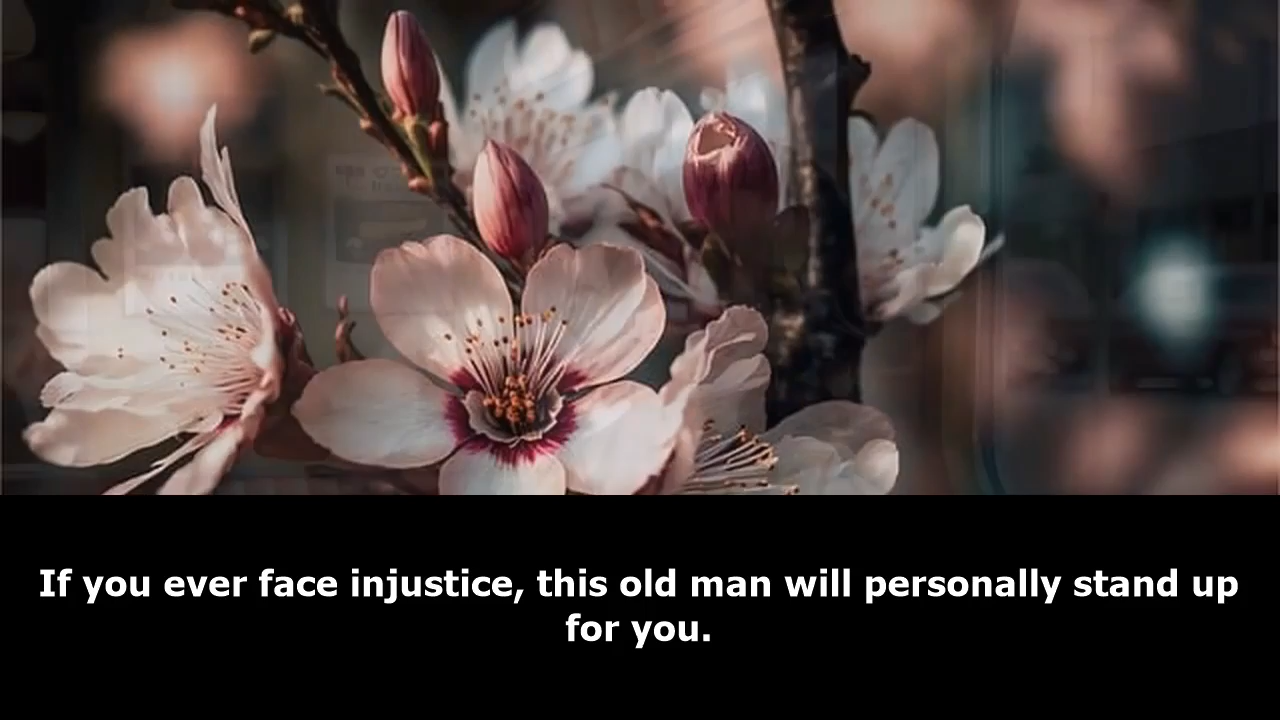 If you ever face injustice, this old man will personally stand up
for you.